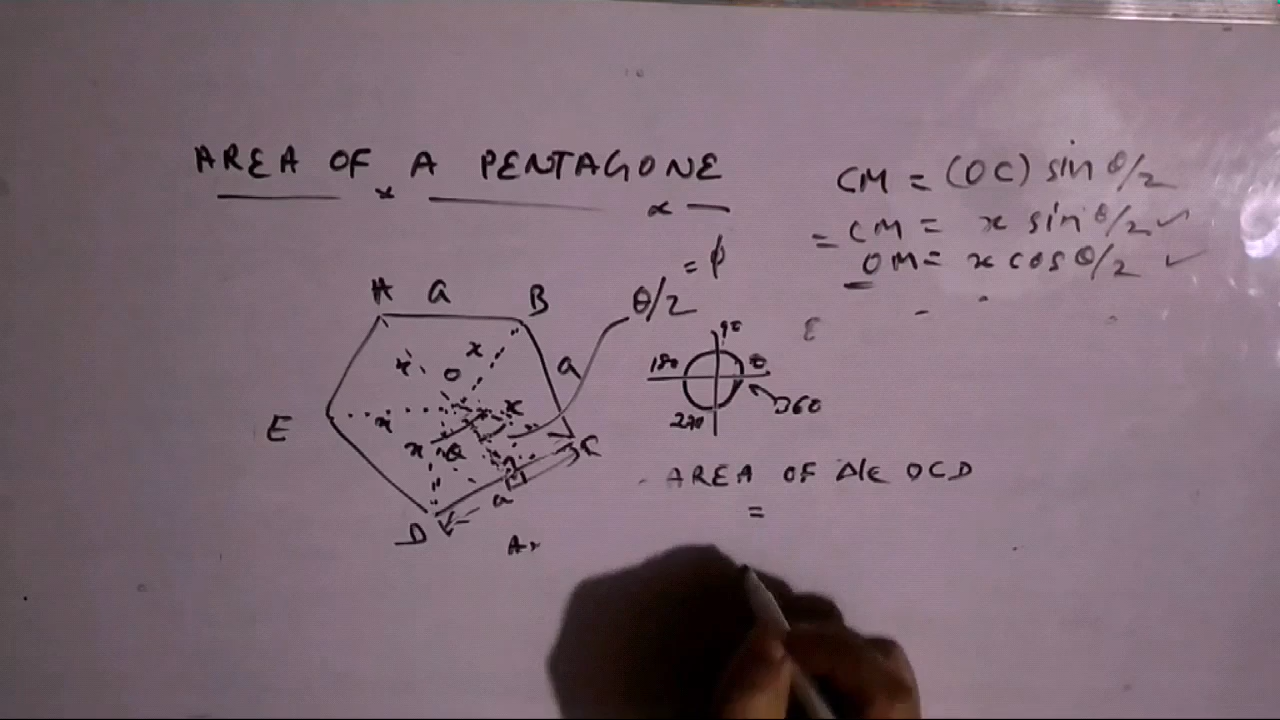 AREA OF A PENTAGONE
CM = (OC) sin θ/2
= CM = x sin θ/2 ✓
OM = x cos θ/2 ✓
= ϕ
θ/2
A a B
x x O
a
E x x
x θ
C
a
D
90
180 0
360
270
AREA OF Δle OCD
=